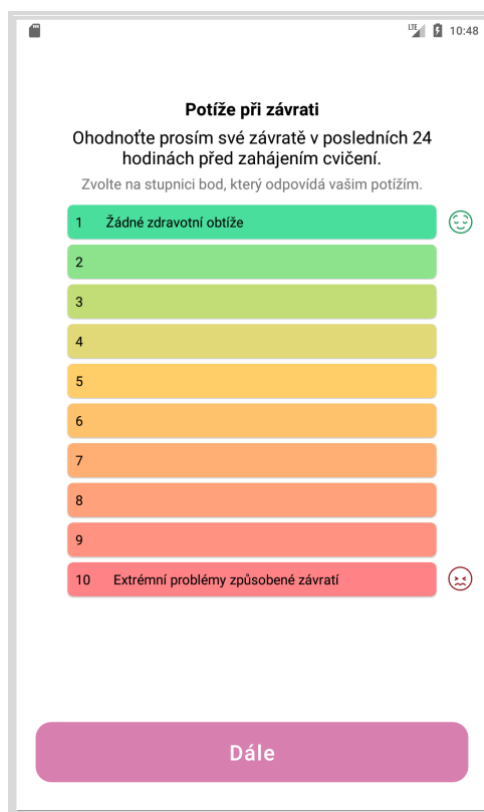 LTE 10:48
Potíže při závrati
Ohodnoťte prosím své závratě v posledních 24
hodinách před zahájením cvičení.
Zvolte na stupnici bod, který odpovídá vašim potížím.
1 Žádné zdravotní obtíže
2
3
4
5
6
7
8
9
10 Extrémní problémy způsobené závratí
Dále